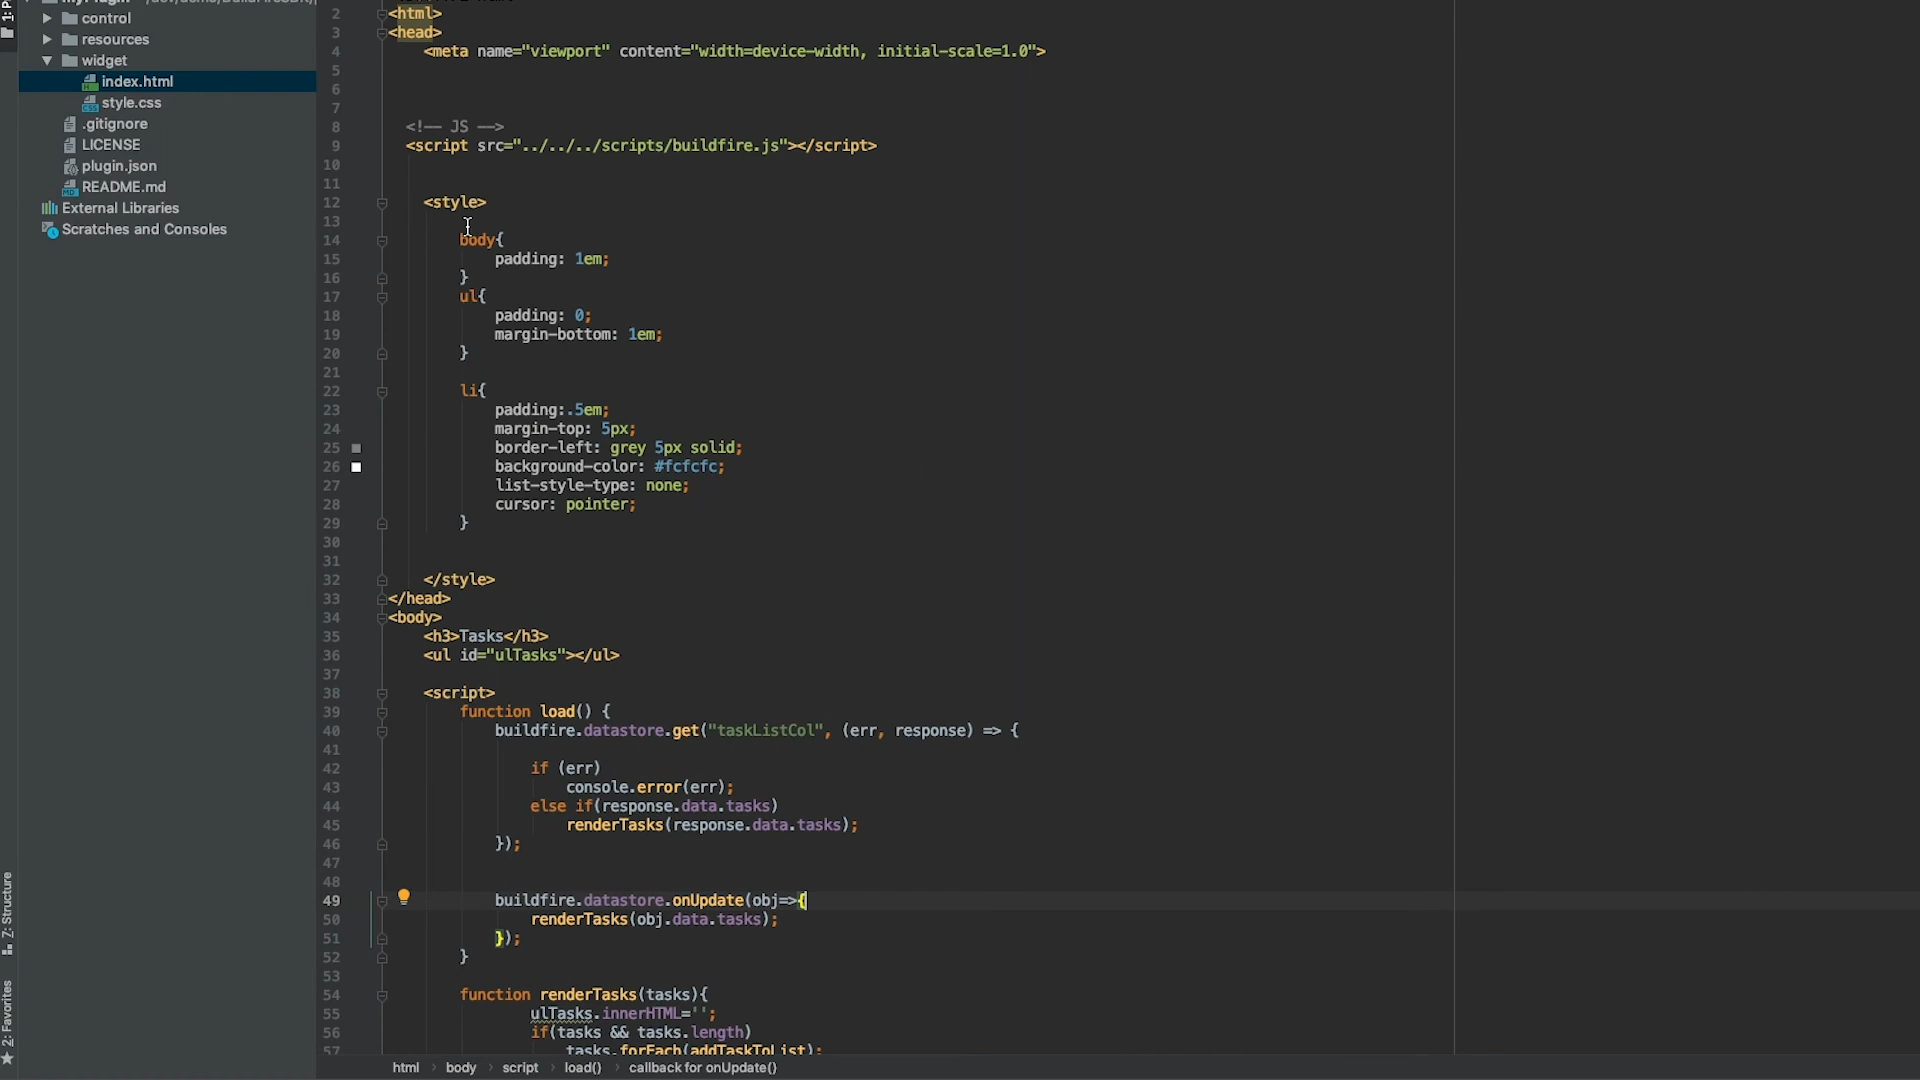 control
resources
widget
index.html
style.css
.gitignore
LICENSE
plugin.json
README.md
External Libraries
Scratches and Consoles
Z: Structure
2: Favorites
2 <html>
3 <head>
4 <meta name="viewport" content="width=device-width, initial-scale=1.0">
5
6
7
8 <!-- JS -->
9 <script src="../../../scripts/buildfire.js"></script>
10
11
12 <style>
13
14 body{
15 padding: 1em;
16 }
17 ul{
18 padding: 0;
19 margin-bottom: 1em;
20 }
21
22 li{
23 padding:.5em;
24 margin-top: 5px;
25 border-left: grey 5px solid;
26 background-color: #fcfcfc;
27 list-style-type: none;
28 cursor: pointer;
29 }
30
31
32 </style>
33 </head>
34 <body>
35 <h3>Tasks</h3>
36 <ul id="ulTasks"></ul>
37
38 <script>
39 function load() {
40 buildfire.datastore.get("taskListCol", (err, response) => {
41
42 if (err)
43 console.error(err);
44 else if(response.data.tasks)
45 renderTasks(response.data.tasks);
46 });
47
48
49 buildfire.datastore.onUpdate(obj=>{
50 renderTasks(obj.data.tasks);
51 });
52 }
53
54 function renderTasks(tasks){
55 ulTasks.innerHTML='';
56 if(tasks && tasks.length)
57 tasks.forEach(addTaskToList);
html body script load() callback for onUpdate()